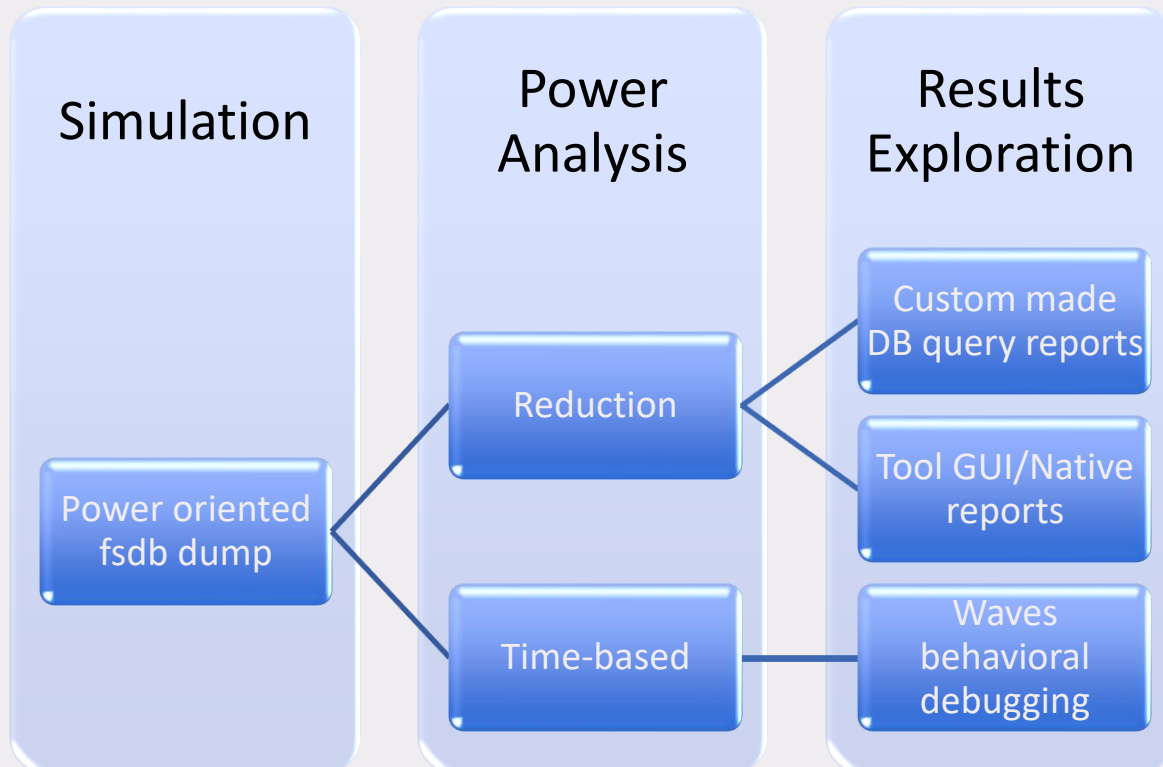 Simulation
Power oriented
fsdb dump
Power
Analysis
Reduction
Time-based
Results
Exploration
Custom made
DB query reports
Tool GUI/Native
reports
Waves
behavioral
debugging